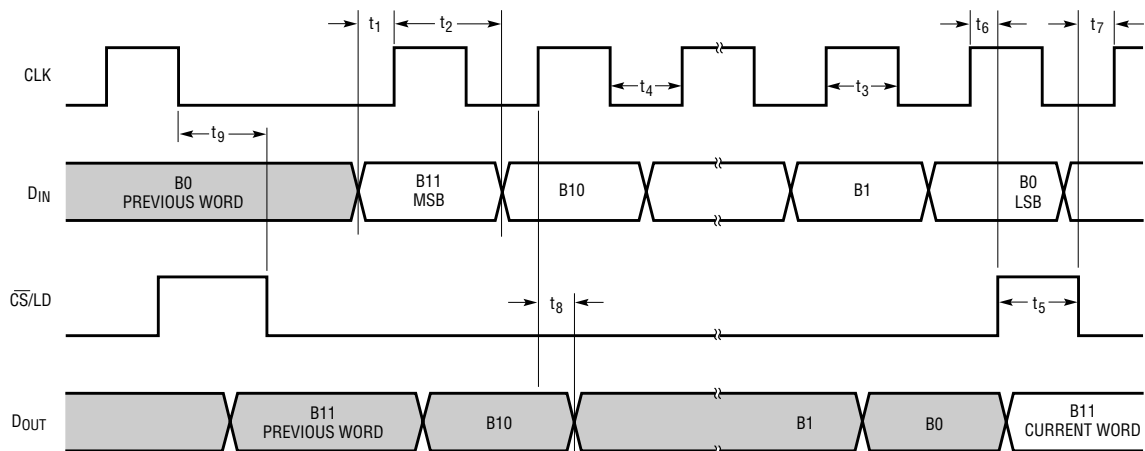 t1 t2 t6 t7
CLK
t4 t3
t9
DIN
B0
PREVIOUS WORD
B11
MSB
B10
B1
B0
LSB
CS/LD
t8
t5
DOUT
B11
PREVIOUS WORD
B10
B1
B0
B11
CURRENT WORD